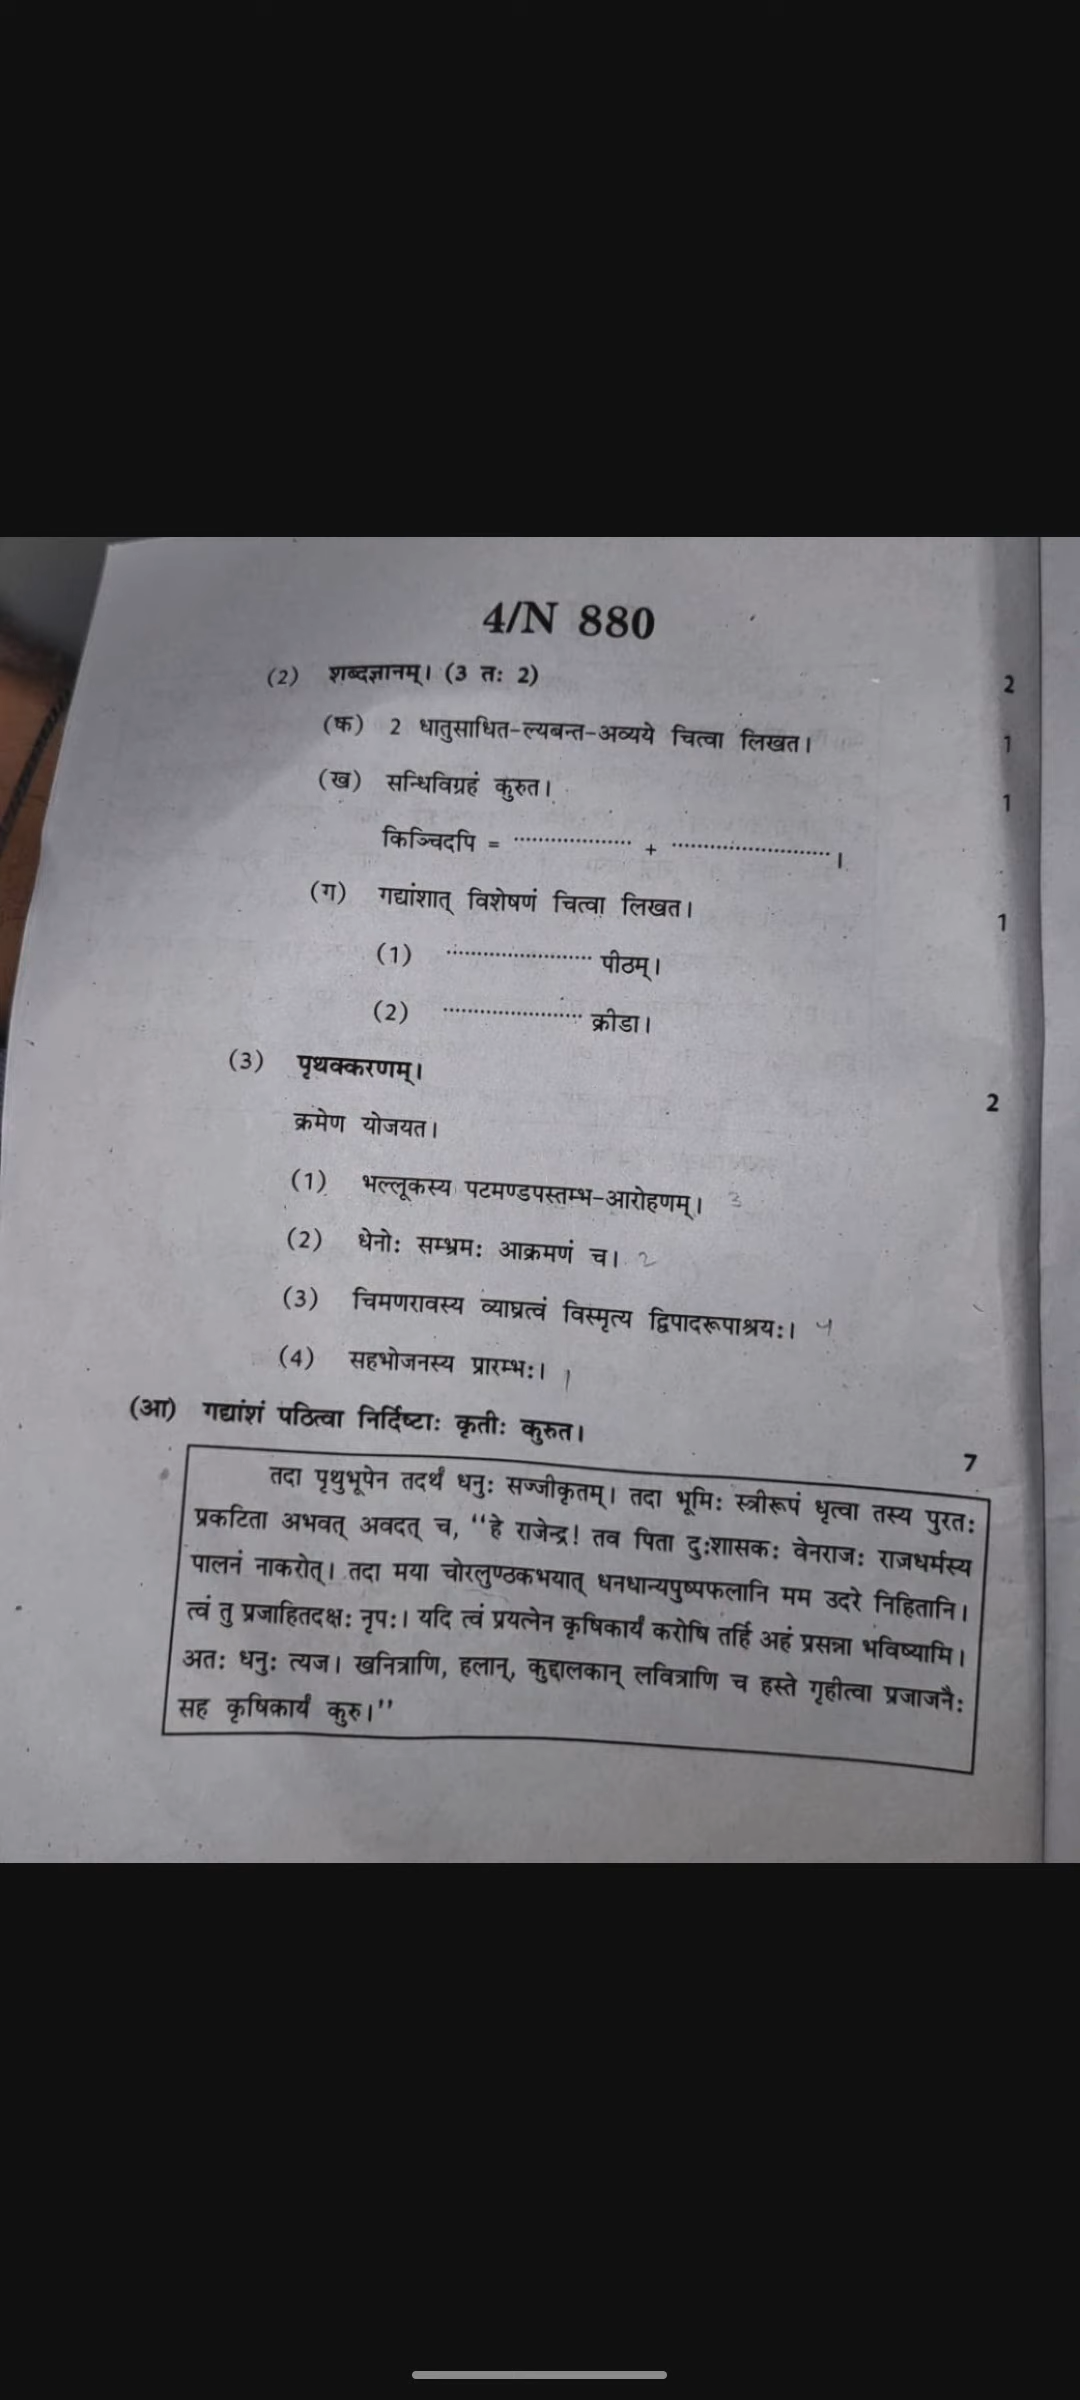 4/N 880
(2) शब्दज्ञानम्। (3 तः 2) 2
(क) 2 धातुसाधित-ल्यबन्त-अव्यये चित्वा लिखत। 1
(ख) सन्धिविग्रहं कुरुत। 1
किञ्चिदपि = ................... + .......................... ।
(ग) गद्यांशात् विशेषणं चित्वा लिखत। 1
(1) ........................ पीठम्।
(2) ....................... क्रीडा।
(3) पृथक्करणम्। 2
क्रमेण योजयत।
(1) भल्लूकस्य पटमण्डपस्तम्भ-आरोहणम्। 3
(2) धेनोः सम्भ्रमः आक्रमणं च। 2
(3) चिमणरावस्य व्याघ्रत्वं विस्मृत्य द्विपादरूपाश्रयः। 4
(4) सहभोजनस्य प्रारम्भः। 1
(आ) गद्यांशं पठित्वा निर्दिष्टाः कृतीः कुरुत। 7
तदा पृथुभूपेन तदर्थं धनुः सज्जीकृतम्। तदा भूमिः स्त्रीरूपं धृत्वा तस्य पुरतः
प्रकटिता अभवत् अवदत् च, ‘‘हे राजेन्द्र! तव पिता दुःशासकः वेनराजः राजधर्मस्य
पालनं नाकरोत्। तदा मया चोरलुण्ठकभयात् धनधान्यपुष्पफलानि मम उदरे निहितानि।
त्वं तु प्रजाहितदक्षः नृपः। यदि त्वं प्रयत्नेन कृषिकार्यं करोषि तर्हि अहं प्रसन्ना भविष्यामि।
अतः धनुः त्यज। खनित्राणि, हलान्, कुद्दालकान् लवित्राणि च हस्ते गृहीत्वा प्रजाजनैः
सह कृषिकार्यं कुरु।’’